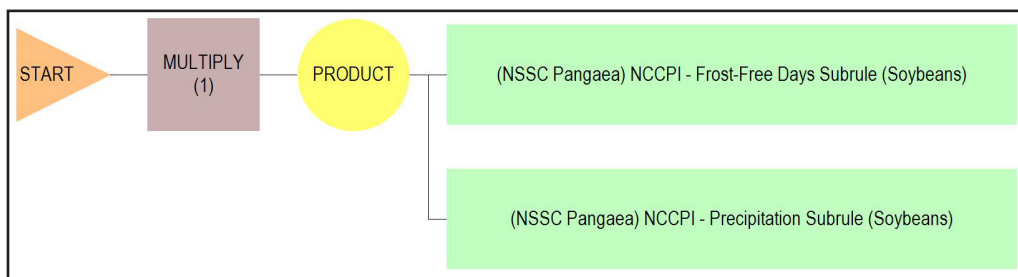 START
MULTIPLY
(1)
PRODUCT
(NSSC Pangaea) NCCPI - Frost-Free Days Subrule (Soybeans)
(NSSC Pangaea) NCCPI - Precipitation Subrule (Soybeans)